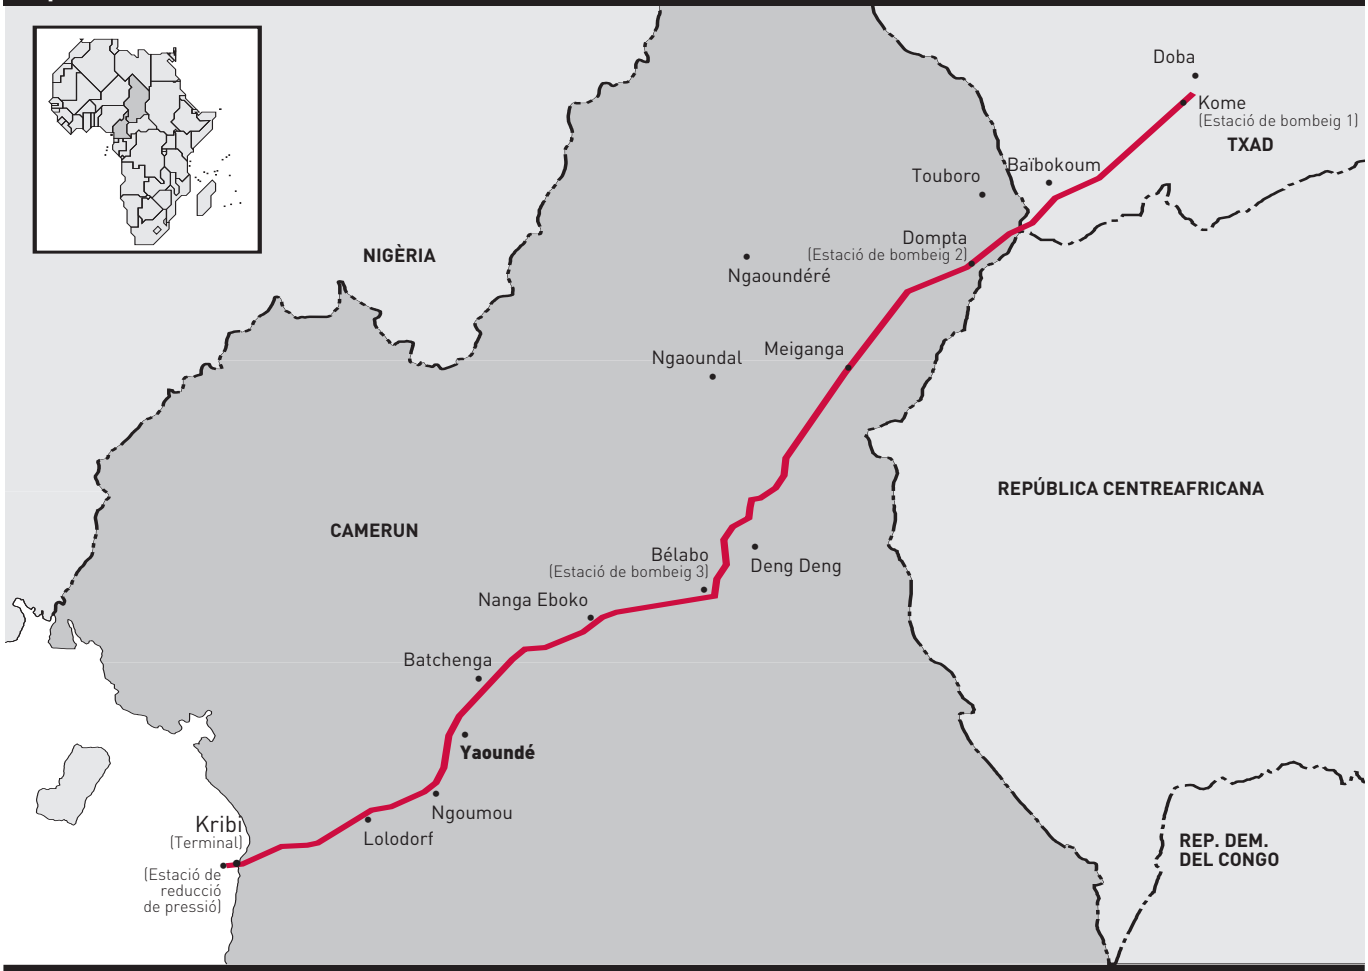 Doba
Kome
(Estació de bombeig 1)
TXAD
Baïbokoum
Touboro
Dompta
(Estació de bombeig 2)
NIGÈRIA
Ngaoundéré
Meiganga
Ngaoundal
REPÚBLICA CENTREAFRICANA
CAMERUN
Bélabo
(Estació de bombeig 3)
Deng Deng
Nanga Eboko
Batchenga
Yaoundé
Ngoumou
Kribi
(Terminal)
Lolodorf
(Estació de
reducció
de pressió)
REP. DEM.
DEL CONGO